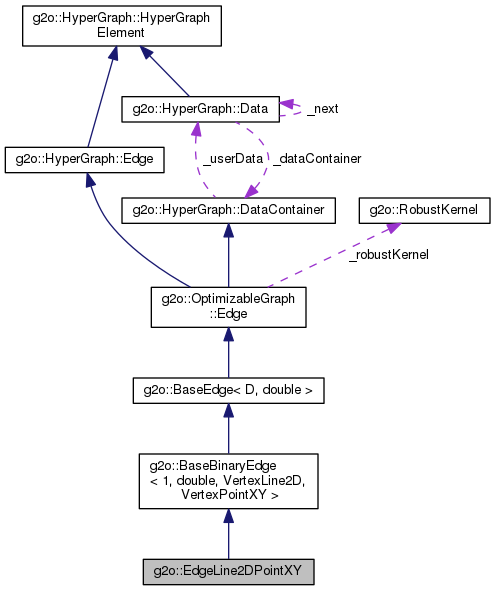 g2o::HyperGraph::HyperGraph
Element
g2o::HyperGraph::Data
_next
g2o::HyperGraph::Edge
_userData
_dataContainer
g2o::HyperGraph::DataContainer
g2o::RobustKernel
_robustKernel
g2o::OptimizableGraph
::Edge
g2o::BaseEdge< D, double >
g2o::BaseBinaryEdge
< 1, double, VertexLine2D,
VertexPointXY >
g2o::EdgeLine2DPointXY